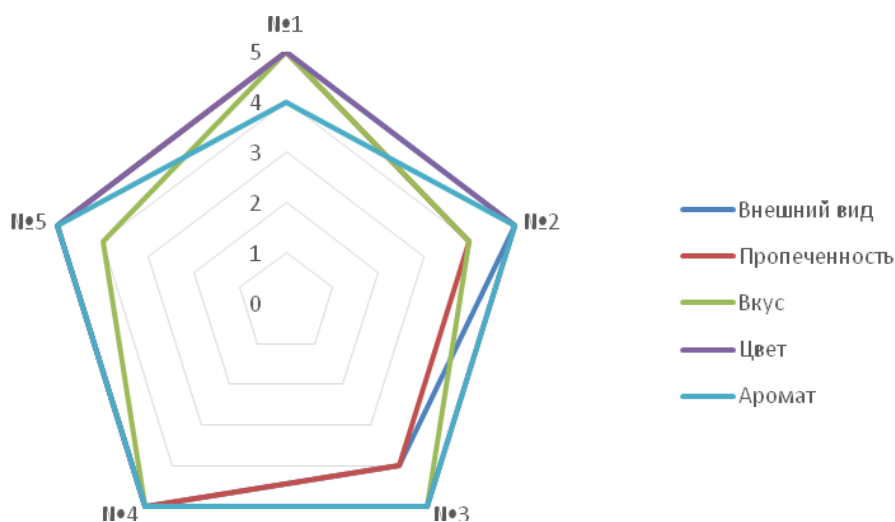 №1
5
4
3
2
1
0
№2
№3
№4
№5
Внешний вид
Пропеченность
Вкус
Цвет
Аромат